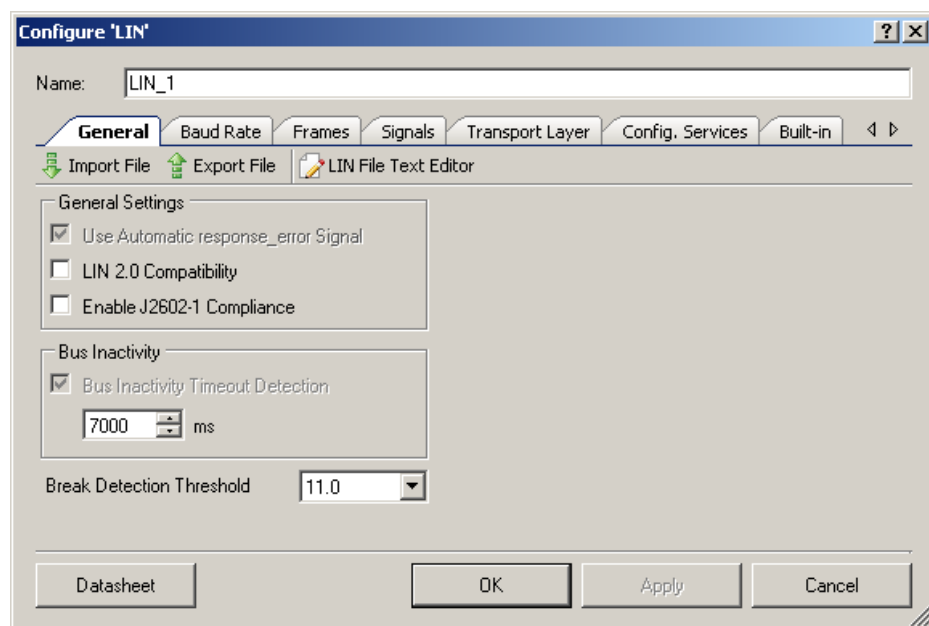 Configure 'LIN'
Name: LIN_1
General Baud Rate Frames Signals Transport Layer Config. Services Built-in
Import File Export File LIN File Text Editor
General Settings
Use Automatic response_error Signal
LIN 2.0 Compatibility
Enable J2602-1 Compliance
Bus Inactivity
Bus Inactivity Timeout Detection
7000 ms
Break Detection Threshold 11.0
Datasheet OK Apply Cancel